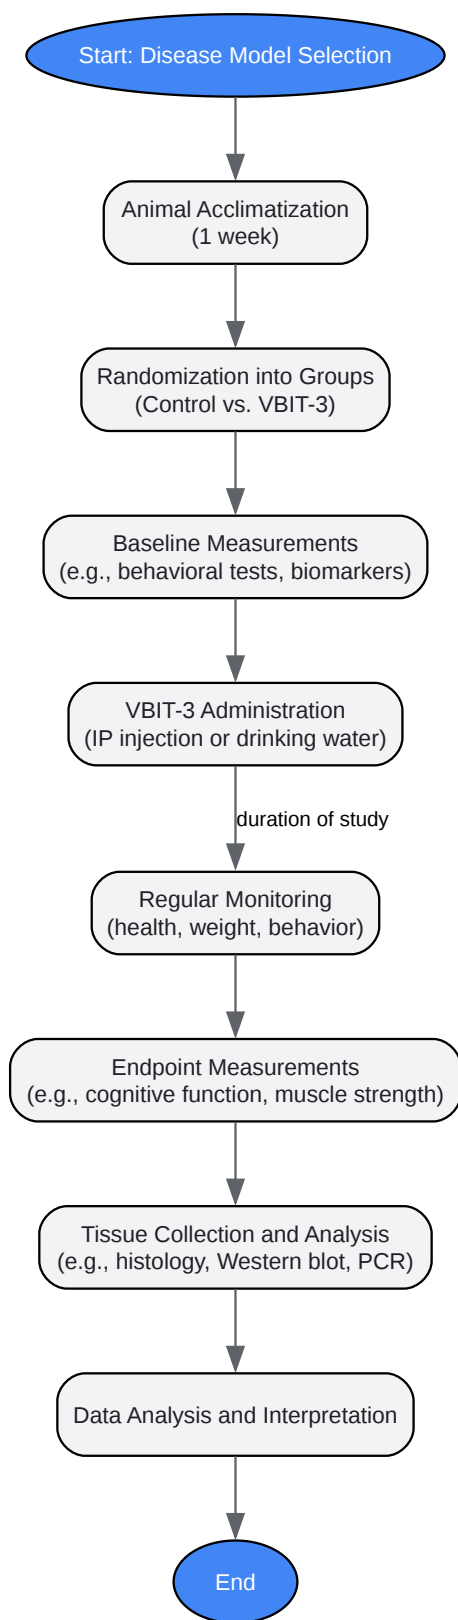 Start: Disease Model Selection
Animal Acclimatization
(1 week)
Randomization into Groups
(Control vs. VBIT-3)
Baseline Measurements
(e.g., behavioral tests, biomarkers)
VBIT-3 Administration
(IP injection or drinking water)
duration of study
Regular Monitoring
(health, weight, behavior)
Endpoint Measurements
(e.g., cognitive function, muscle strength)
Tissue Collection and Analysis
(e.g., histology, Western blot, PCR)
Data Analysis and Interpretation
End